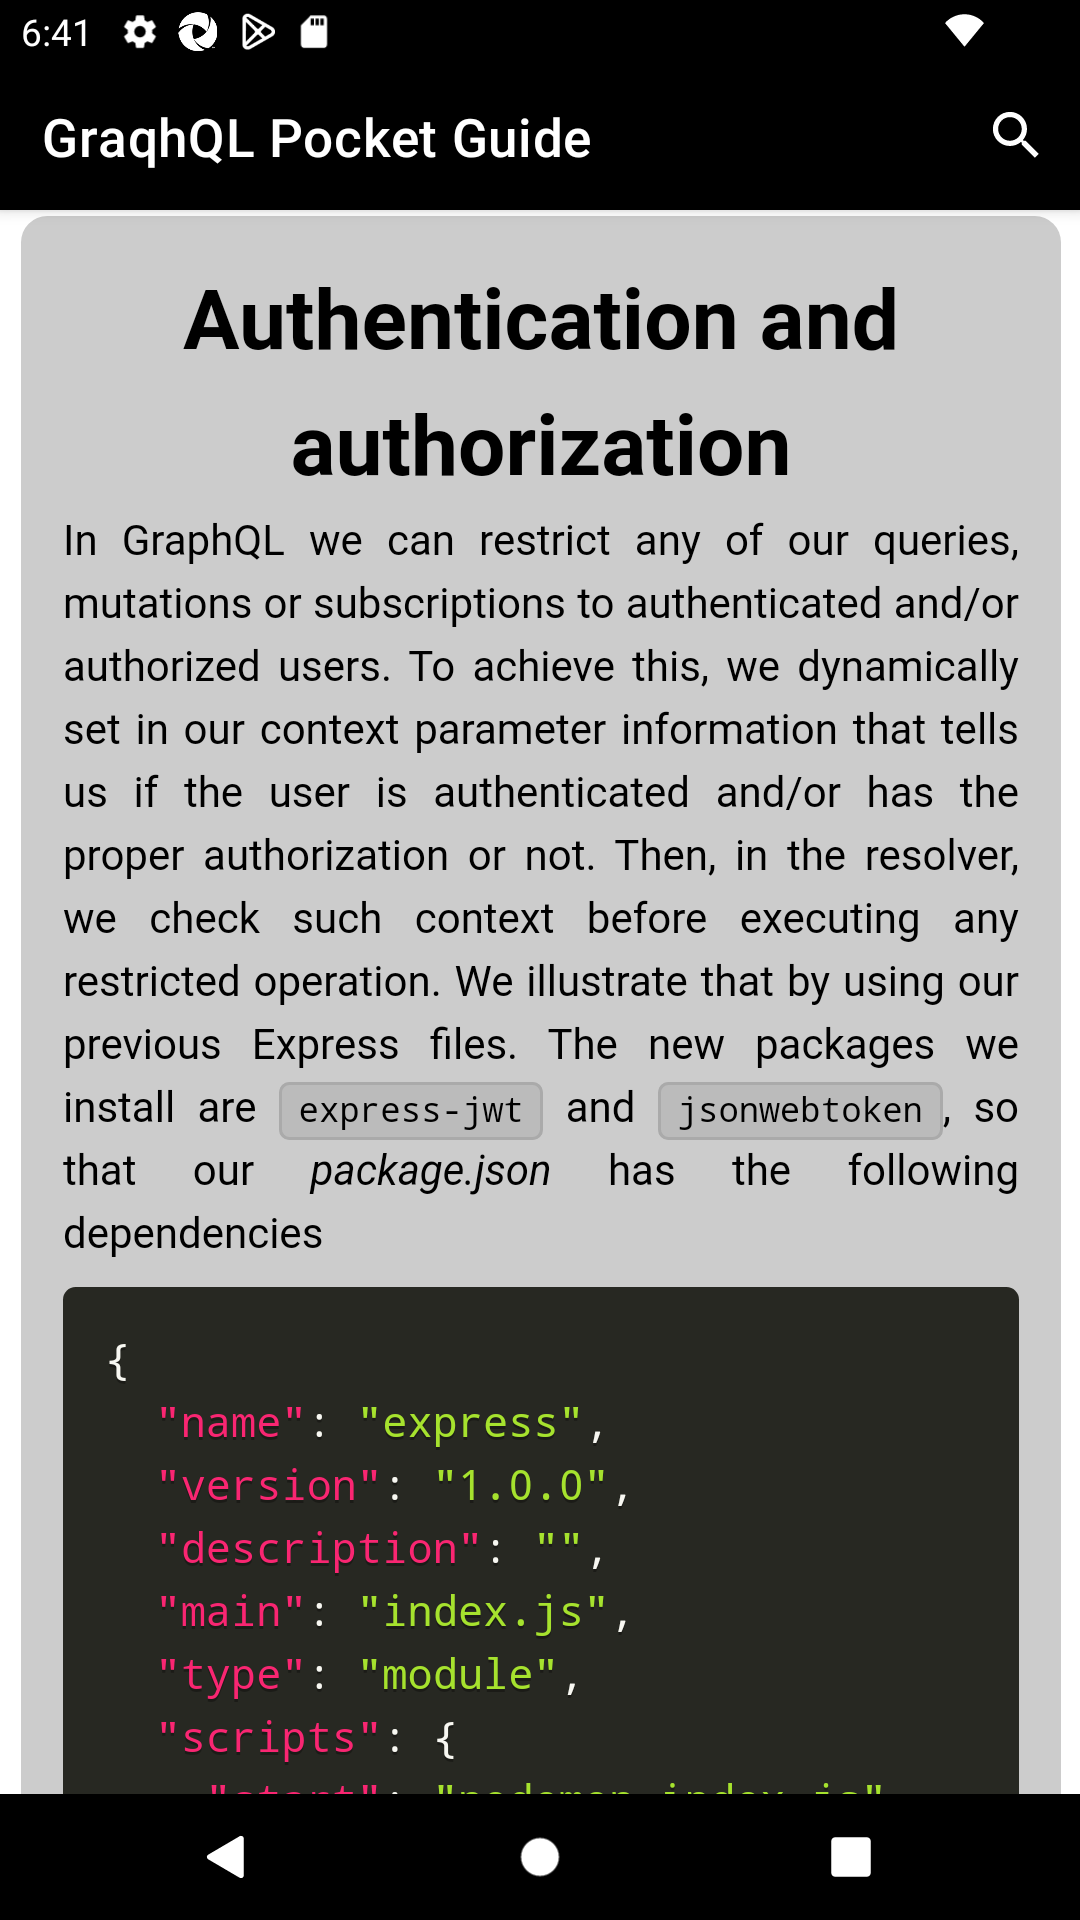 6:41
GraqhQL Pocket Guide
Authentication and
authorization
In GraphQL we can restrict any of our queries,
mutations or subscriptions to authenticated and/or
authorized users. To achieve this, we dynamically
set in our context parameter information that tells
us if the user is authenticated and/or has the
proper authorization or not. Then, in the resolver,
we check such context before executing any
restricted operation. We illustrate that by using our
previous Express files. The new packages we
install are express-jwt and jsonwebtoken, so
that our package.json has the following
dependencies
{
"name": "express",
"version": "1.0.0",
"description": "",
"main": "index.js",
"type": "module",
"scripts": {
"start": "nodemon index.js"